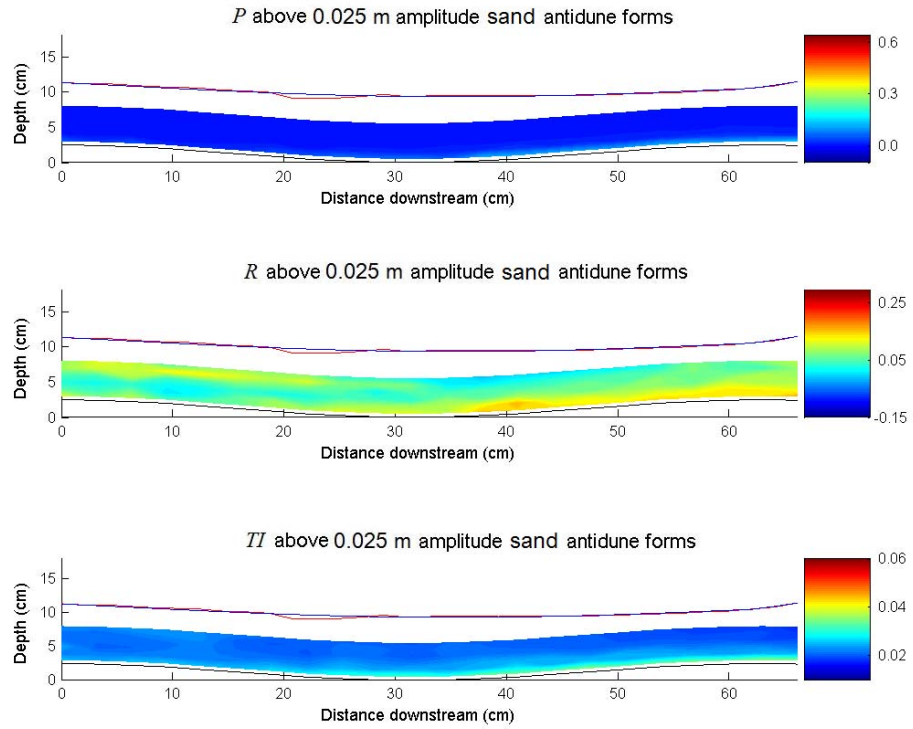 P above 0.025 m amplitude sand antidune forms
15
10
5
0
Depth (cm)
0 10 20 30 40 50 60
Distance downstream (cm)
0.6
0.3
0.0
R above 0.025 m amplitude sand antidune forms
15
10
5
0
Depth (cm)
0 10 20 30 40 50 60
Distance downstream (cm)
0.25
0.05
-0.15
TI above 0.025 m amplitude sand antidune forms
15
10
5
0
Depth (cm)
0 10 20 30 40 50 60
Distance downstream (cm)
0.06
0.04
0.02